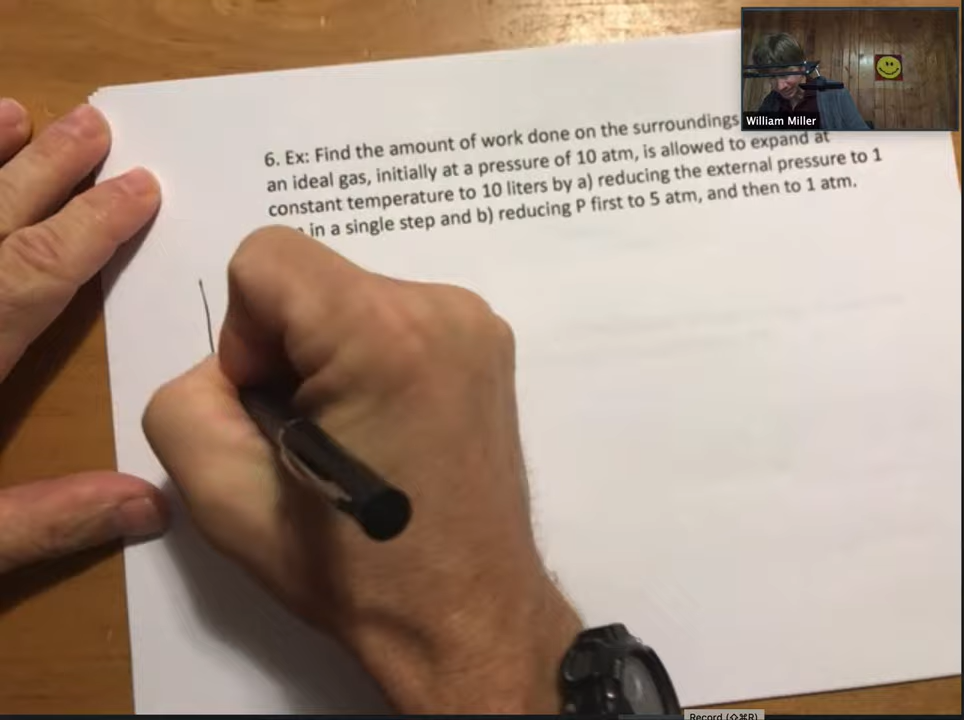 William Miller
6. Ex: Find the amount of work done on the surroundings
an ideal gas, initially at a pressure of 10 atm, is allowed to expand at
constant temperature to 10 liters by a) reducing the external pressure to 1
in a single step and b) reducing P first to 5 atm, and then to 1 atm.
Record (⇧⌘R)